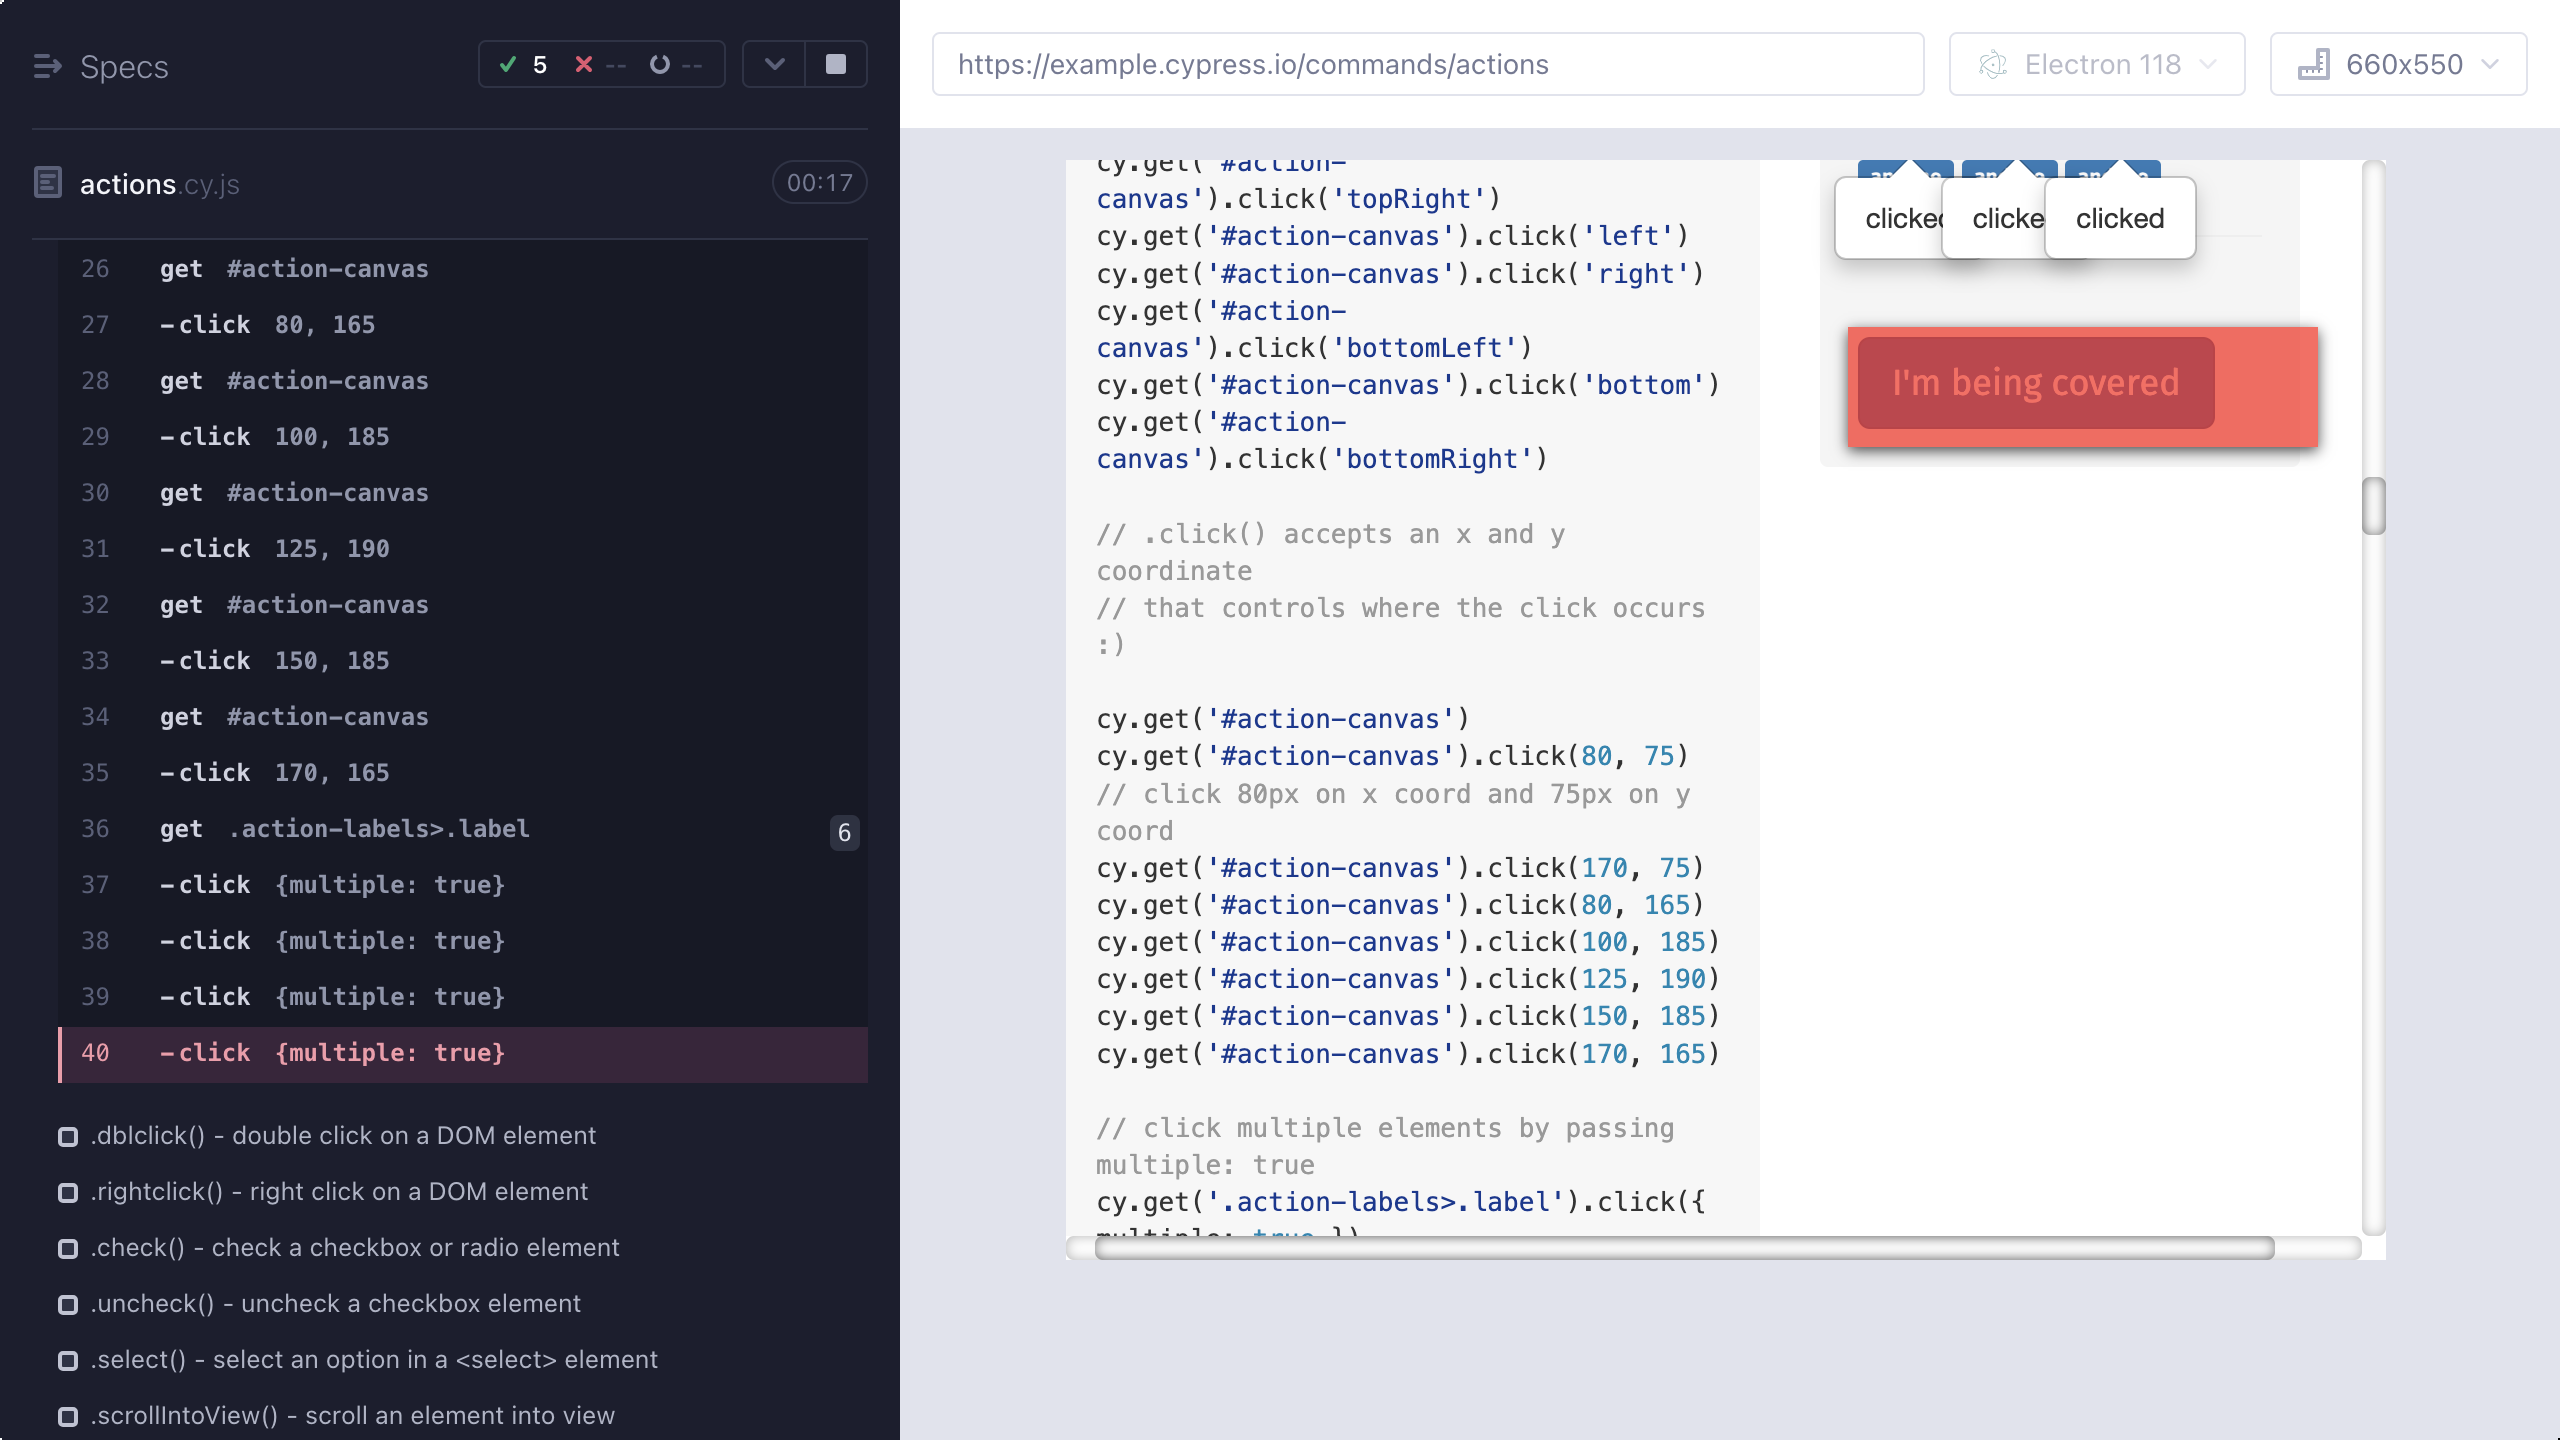 Specs
5 -- --
actions.cy.js 00:17
26 get #action-canvas
27 -click 80, 165
28 get #action-canvas
29 -click 100, 185
30 get #action-canvas
31 -click 125, 190
32 get #action-canvas
33 -click 150, 185
34 get #action-canvas
35 -click 170, 165
36 get .action-labels>.label 6
37 -click {multiple: true}
38 -click {multiple: true}
39 -click {multiple: true}
40 -click {multiple: true}
.dblclick() - double click on a DOM element
.rightclick() - right click on a DOM element
.check() - check a checkbox or radio element
.uncheck() - uncheck a checkbox element
.select() - select an option in a <select> element
.scrollIntoView() - scroll an element into view
https://example.cypress.io/commands/actions
Electron 118
660x550
cy.get('#action-
canvas').click('topRight')
cy.get('#action-canvas').click('left')
cy.get('#action-canvas').click('right')
cy.get('#action-
canvas').click('bottomLeft')
cy.get('#action-canvas').click('bottom')
cy.get('#action-
canvas').click('bottomRight')
// .click() accepts an x and y
coordinate
// that controls where the click occurs
:)
cy.get('#action-canvas')
cy.get('#action-canvas').click(80, 75)
// click 80px on x coord and 75px on y
coord
cy.get('#action-canvas').click(170, 75)
cy.get('#action-canvas').click(80, 165)
cy.get('#action-canvas').click(100, 185)
cy.get('#action-canvas').click(125, 190)
cy.get('#action-canvas').click(150, 185)
cy.get('#action-canvas').click(170, 165)
// click multiple elements by passing
multiple: true
cy.get('.action-labels>.label').click({
multiple: true })
clicked clicke clicked
I'm being covered